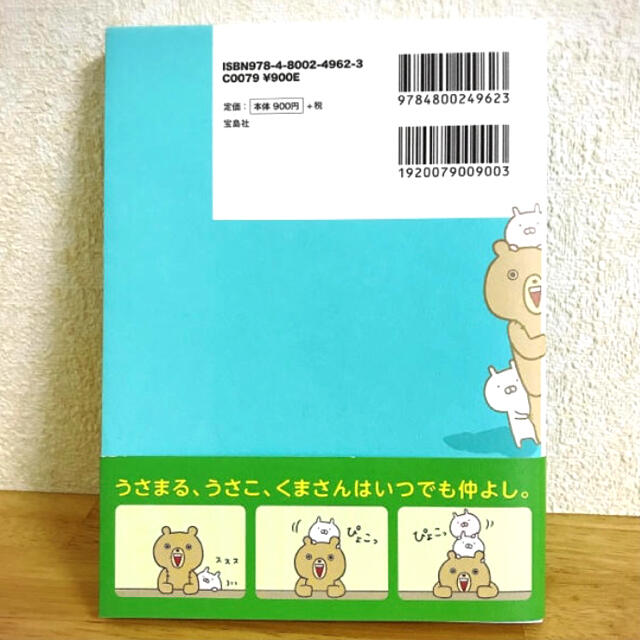 ISBN978-4-8002-4962-3
C0079 ¥900E
定価： 本体 900円 +税
宝島社
9784800249623
1920079009003
うさまる、うさこ、くまさんはいつでも仲よし。
ススス
ぴょこっ
ぴょこっ